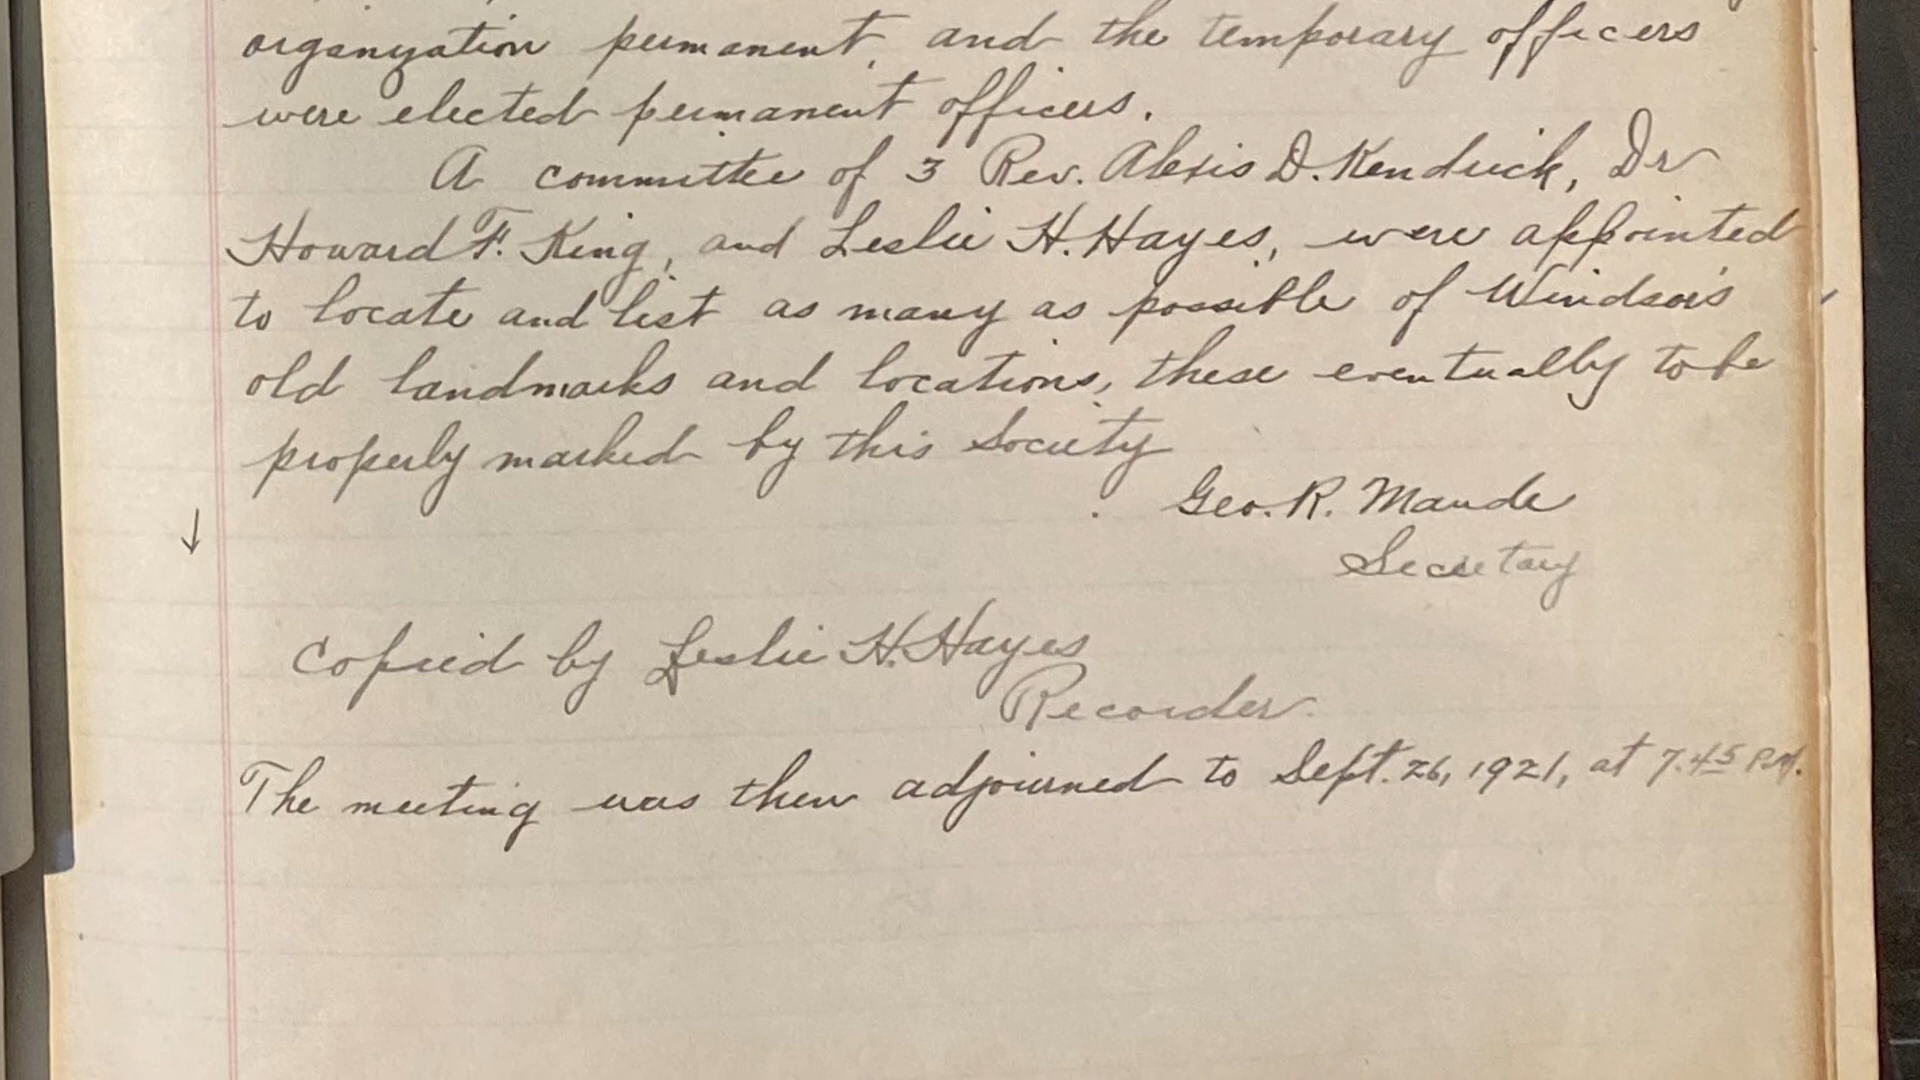 organization permanent, and the temporary officers
were elected permanent officers.
A committee of 3 Rev. Alexis D. Kendrick, Dr
Howard F. King, and Leslie H. Hayes, were appointed
to locate and list as many as possible of Windsor's
old landmarks and locations, these eventually to be
properly marked by this Society
Geo. R. Maude
Secretary
Copied by Leslie H. Hayes
Recorder.
The meeting was then adjourned to Sept. 26, 1921, at 7.45 P.M.